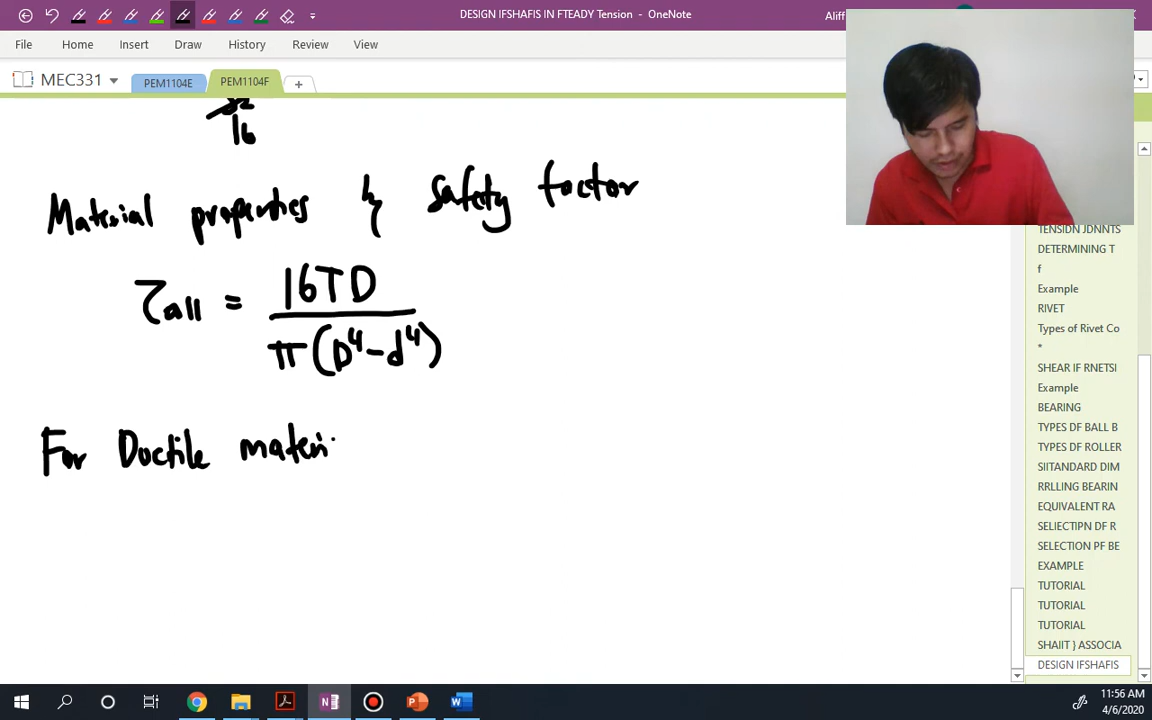 DESIGN IFSHAFIS IN FTEADY Tension - OneNote
Aliff
File Home Insert Draw History Review View
MEC331 PEM1104E PEM1104F
16
Material properties & safety factor
τall = 16TD / π(D⁴-d⁴)
For Ductile materi
TENSIDN JDNNTS
DETERMINING T
f
Example
RIVET
Types of Rivet Co
*
SHEAR IF RNETSI
Example
BEARING
TYPES DF BALL B
TYPES DF ROLLER
SIITANDARD DIM
RRLLING BEARIN
EQUIVALENT RA
SELIECTIPN DF R
SELECTION PF BE
EXAMPLE
TUTORIAL
TUTORIAL
TUTORIAL
SHAIIT } ASSOCIA
DESIGN IFSHAFIS
11:56 AM
4/6/2020